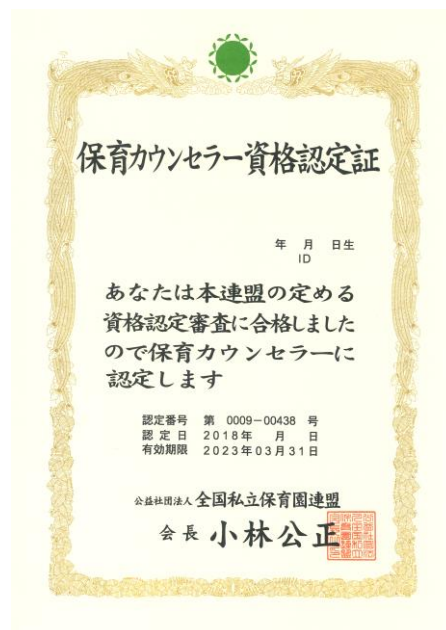 保育カウンセラー資格認定証
年 月 日生
ID
あなたは本連盟の定める
資格認定審査に合格しました
ので保育カウンセラーに
認定します
認定番号 第 0009-00438 号
認定日 2018年 月 日
有効期限 2023年03月31日
公益社団法人 全国私立保育園連盟
会長 小林公正